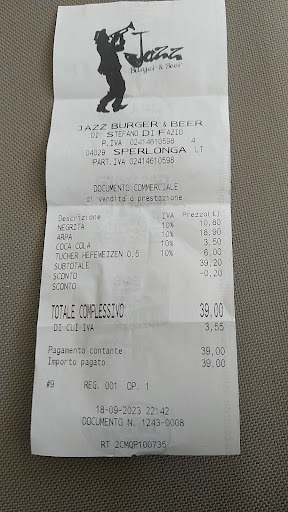 Jazz
Burger & Beer
JAZZ BURGER & BEER
DI STEFANO DI FAZIO
P.IVA 02414610598 4
04029 SPERLONGA LT
PART.IVA 02414610598
DOCUMENTO COMMERCIALE
di vendita o prestazione
Descrizione IVA Prezzo(€)
NEGRITA 10% 10,80
ARPA 10% 18,90
COCA COLA 10% 3,50
TUCHER HEFEWEIZEN 0,5 10% 6,00
SUBTOTALE 39,20
SCONTO -0,20
SCONTO
TOTALE COMPLESSIVO 39,00
DI CUI IVA 3,55
Pagamento contante 39,00
Importo pagato 39,00
#9 REG. 001 OP. 1
18-09-2023 22:42
DOCUMENTO N. 1243-0008
RT 2CMQP100735